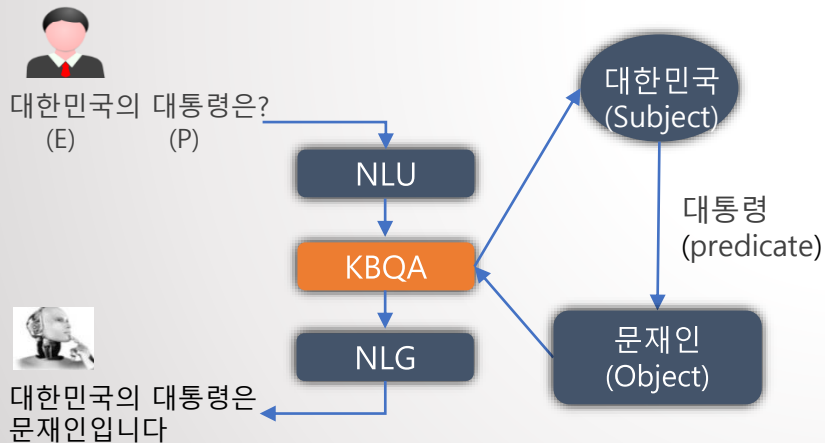 대한민국의 대통령은?
(E) (P)
NLU
KBQA
NLG
대한민국의 대통령은
문재인입니다
대한민국
(Subject)
대통령
(predicate)
문재인
(Object)